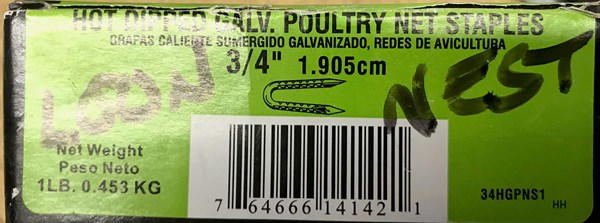 HOT DIPPED GALV. POULTRY NET STAPLES
GRAPAS CALIENTE SUMERGIDO GALVANIZADO, REDES DE AVICULTURA
3/4" 1.905cm
LOON NEST
Net Weight
Peso Neto
1LB. 0.453 KG
7 64666 14142 1
34HGPNS1
HH